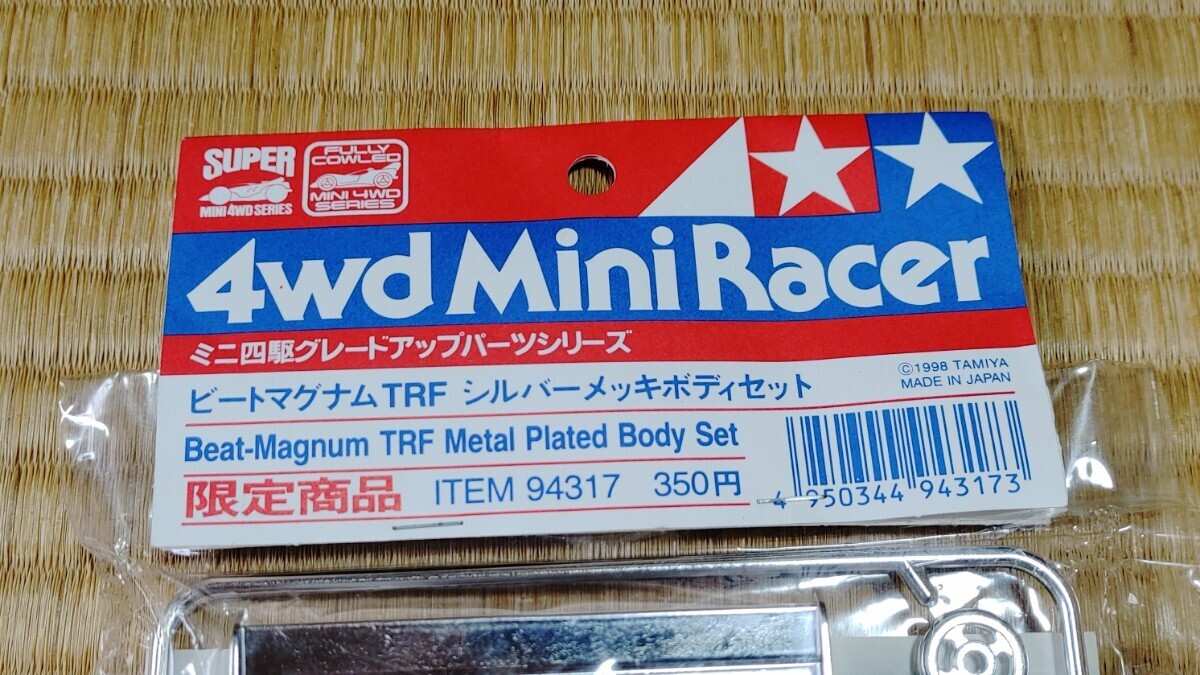 SUPER
MINI 4WD SERIES
FULLY
COWLED
MINI 4WD
SERIES
4wd Mini Racer
ミニ四駆グレードアップパーツシリーズ
ビートマグナムTRF シルバーメッキボディセット
©1998 TAMIYA
MADE IN JAPAN
Beat-Magnum TRF Metal Plated Body Set
限定商品 ITEM 94317 350円
4 950344 943173